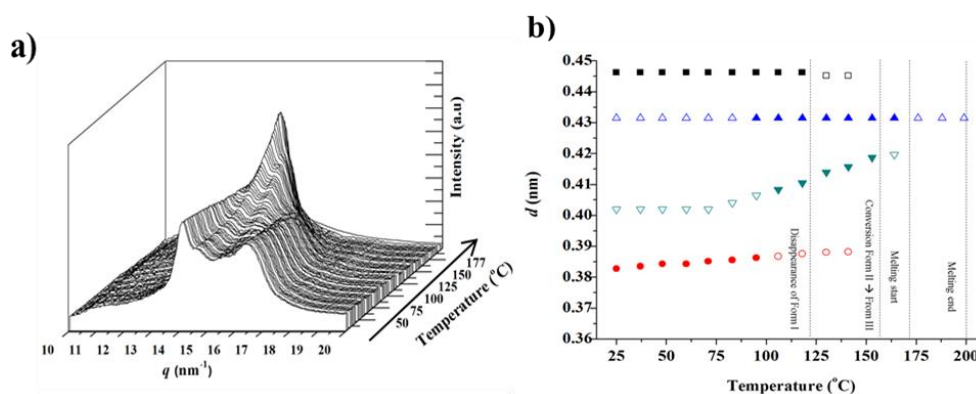 a)
Intensity (a.u)
10 11 12 13 14 15 16 17 18 19 20
q (nm-1)
50 75 100 125 150 177
Temperature (oC)
b)
0.45
0.44
0.43
0.42
0.41
0.40
0.39
0.38
0.37
0.36
d (nm)
Disappearance of Form I
Conversion Form II → From III
Melting start
Melting end
25 50 75 100 125 150 175 200
Temperature (oC)